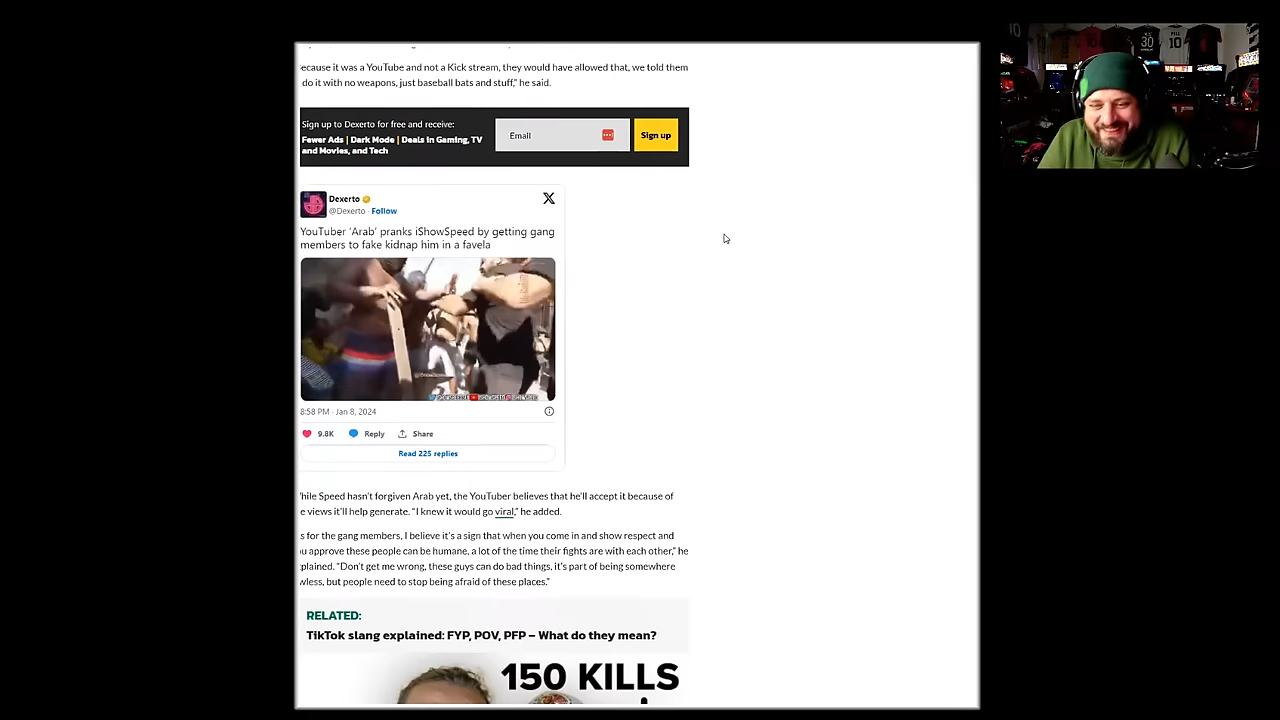 ecause it was a YouTube and not a Kick stream, they would have allowed that, we told them
do it with no weapons, just baseball bats and stuff," he said.
Sign up to Dexerto for free and receive:
Fewer Ads | Dark Mode | Deals in Gaming, TV
and Movies, and Tech
Email
Sign up
Dexerto
@Dexerto · Follow
X
YouTuber 'Arab' pranks iShowSpeed by getting gang
members to fake kidnap him in a favela
8:58 PM · Jan 8, 2024
9.8K Reply Share
Read 225 replies
hile Speed hasn't forgiven Arab yet, the YouTuber believes that he'll accept it because of
e views it'll help generate. "I knew it would go viral," he added.
s for the gang members, I believe it's a sign that when you come in and show respect and
u approve these people can be humane, a lot of the time their fights are with each other," he
plained. "Don't get me wrong, these guys can do bad things, it's part of being somewhere
wless, but people need to stop being afraid of these places."
RELATED:
TikTok slang explained: FYP, POV, PFP – What do they mean?
150 KILLS
10
30
10